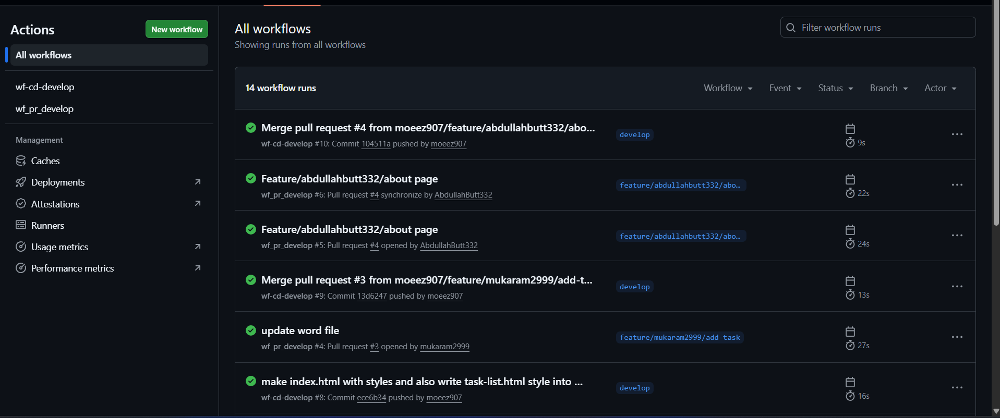 Actions
New workflow
All workflows
wf-cd-develop
wf_pr_develop
Management
Caches
Deployments
Attestations
Runners
Usage metrics
Performance metrics
All workflows
Showing runs from all workflows
Filter workflow runs
14 workflow runs
Workflow
Event
Status
Branch
Actor
Merge pull request #4 from moeez907/feature/abdullahbutt332/abo...
wf-cd-develop #10: Commit 104511a pushed by moeez907
develop
9s
Feature/abdullahbutt332/about page
wf_pr_develop #6: Pull request #4 synchronize by AbdullahButt332
feature/abdullahbutt332/abo...
22s
Feature/abdullahbutt332/about page
wf_pr_develop #5: Pull request #4 opened by AbdullahButt332
feature/abdullahbutt332/abo...
24s
Merge pull request #3 from moeez907/feature/mukaram2999/add-t...
wf-cd-develop #9: Commit 13d6247 pushed by moeez907
develop
13s
update word file
wf_pr_develop #4: Pull request #3 opened by mukaram2999
feature/mukaram2999/add-task
27s
make index.html with styles and also write task-list.html style into ...
wf-cd-develop #8: Commit ece6b34 pushed by moeez907
develop
16s